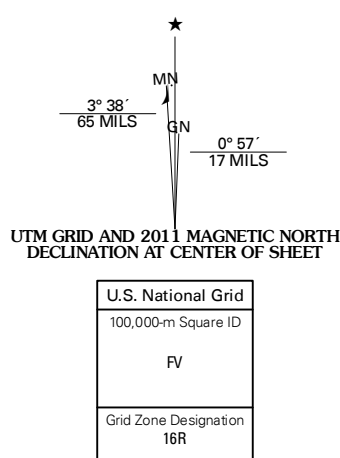 ★
MN
3° 38´
65 MILS
GN
0° 57´
17 MILS
UTM GRID AND 2011 MAGNETIC NORTH
DECLINATION AT CENTER OF SHEET
U.S. National Grid
100,000-m Square ID
FV
Grid Zone Designation
16R